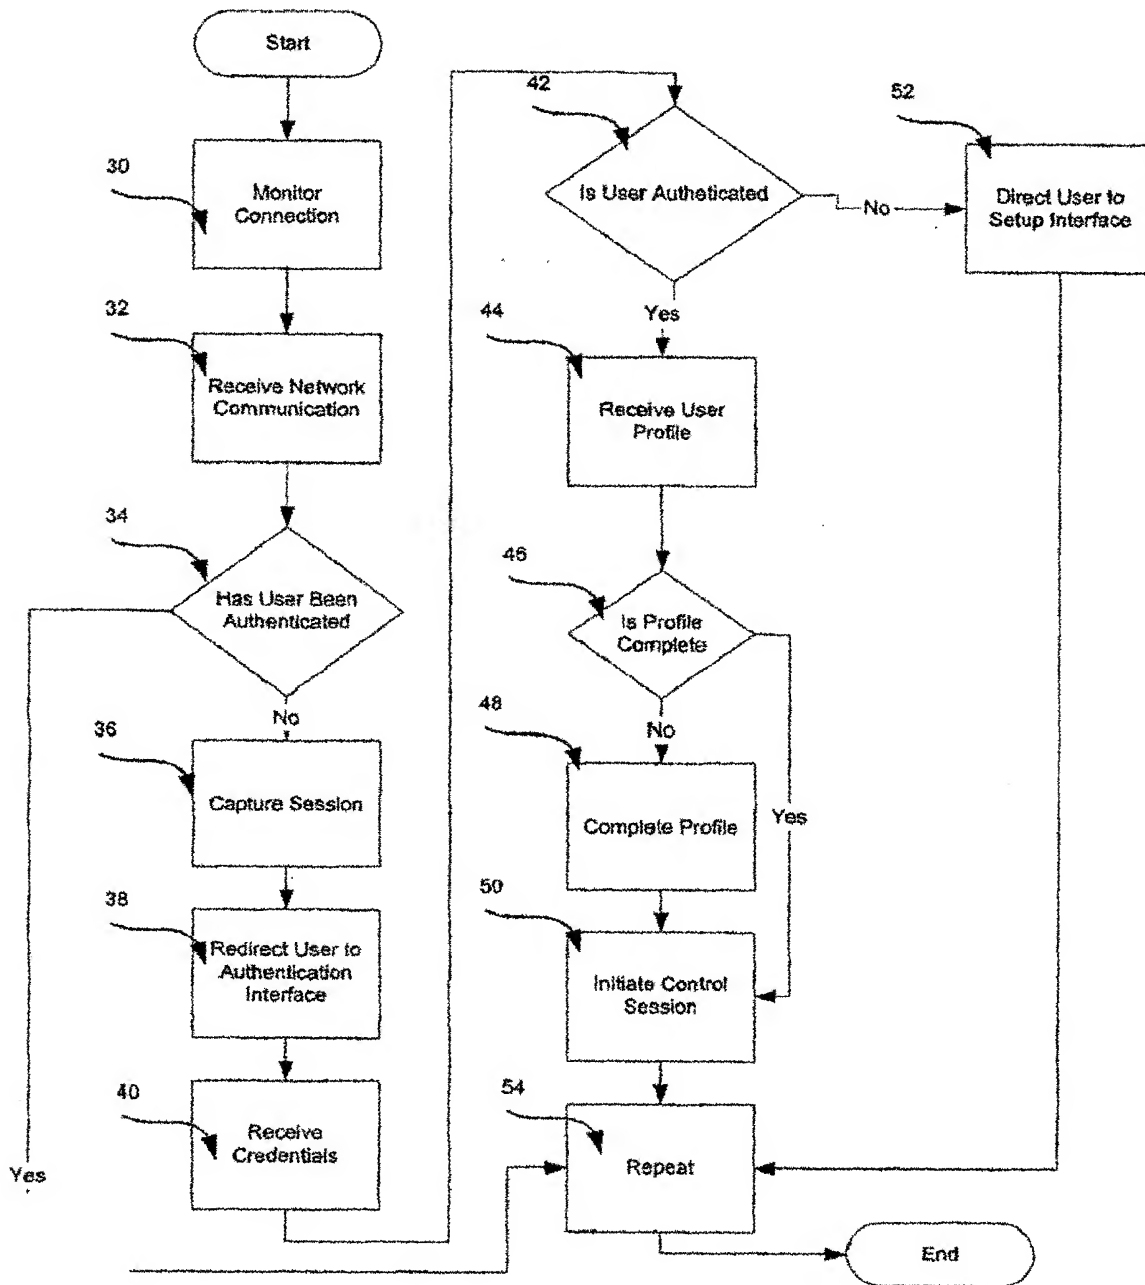 Start
30
Monitor
Connection
32
Receive Network
Communication
34
Has User Been
Authenticated
No
36
Capture Session
38
Redirect User to
Authentication
Interface
40
Receive
Credentials
Yes
42
Is User Autheticated
No
52
Direct User to
Setup Interface
Yes
44
Receive User
Profile
46
Is Profile
Complete
No
Yes
48
Complete Profile
50
Initiate Control
Session
54
Repeat
End